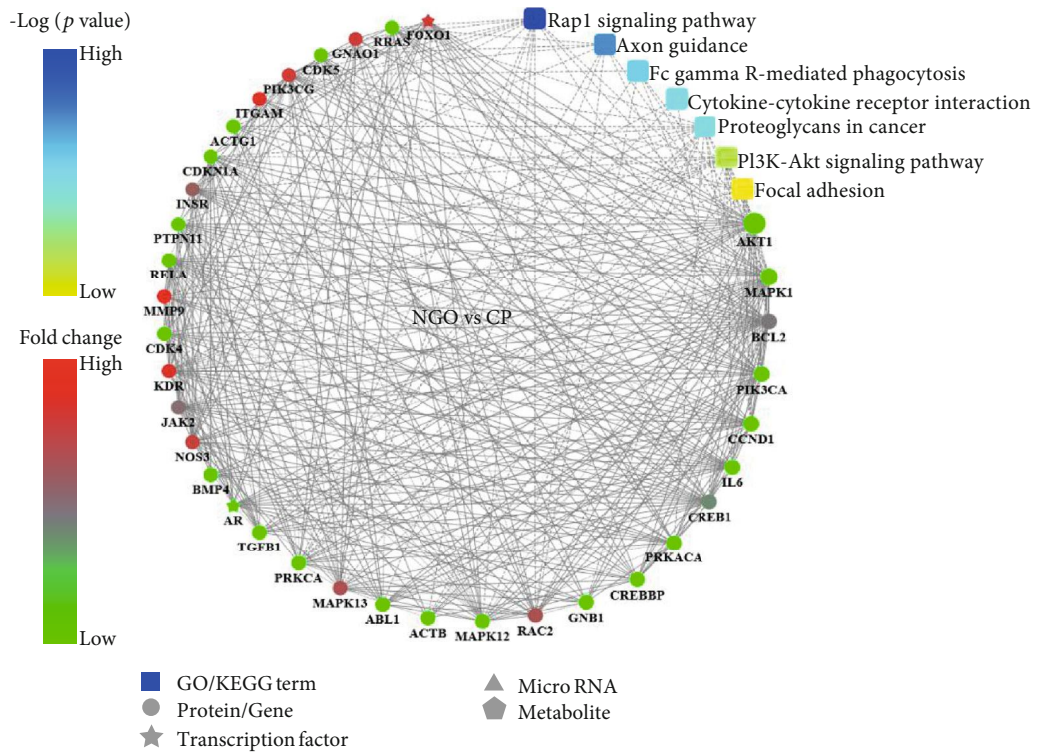 -Log (p value)
High
Low
Fold change
High
Low
Rap1 signaling pathway
Axon guidance
Fc gamma R-mediated phagocytosis
Cytokine-cytokine receptor interaction
Proteoglycans in cancer
Pl3K-Akt signaling pathway
Focal adhesion
AKT1
MAPK1
BCL2
PIK3CA
CCND1
IL6
CREB1
PRKACA
CREBBP
GNB1
RAC2
MAPK12
ACTB
ABL1
MAPK13
PRKCA
TGFB1
AR
BMP4
NOS3
JAK2
KDR
CDK4
MMP9
RELA
PTPN11
INSR
CDKN1A
ACTG1
ITGAM
PIK3CG
CDK5
GNAO1
RRAS
FOXO1
NGO vs CP
GO/KEGG term
Protein/Gene
Transcription factor
Micro RNA
Metabolite